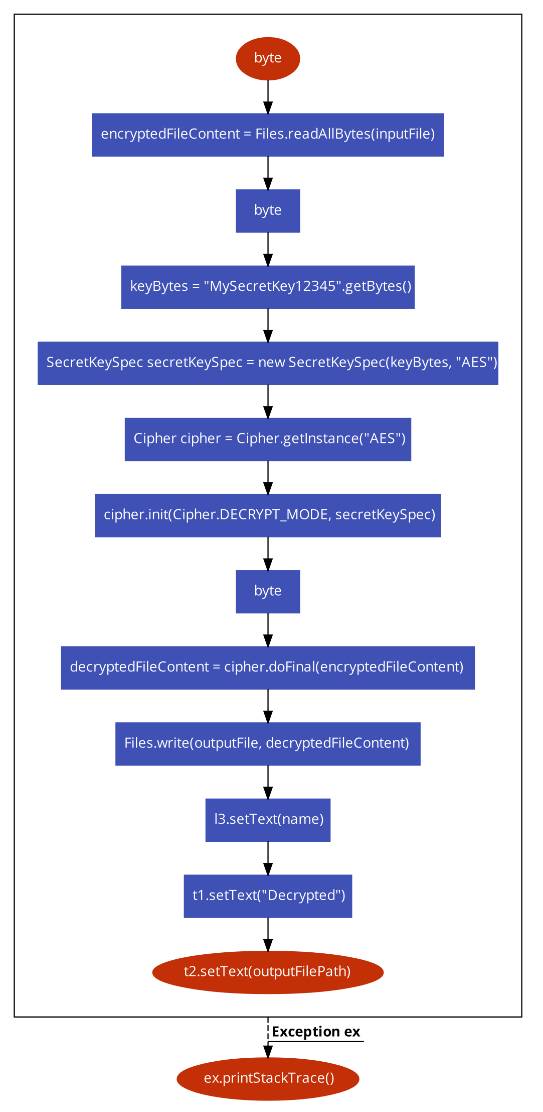 byte
encryptedFileContent = Files.readAllBytes(inputFile)
byte
keyBytes = "MySecretKey12345".getBytes()
SecretKeySpec secretKeySpec = new SecretKeySpec(keyBytes, "AES")
Cipher cipher = Cipher.getInstance("AES")
cipher.init(Cipher.DECRYPT_MODE, secretKeySpec)
byte
decryptedFileContent = cipher.doFinal(encryptedFileContent)
Files.write(outputFile, decryptedFileContent)
l3.setText(name)
t1.setText("Decrypted")
t2.setText(outputFilePath)
Exception ex
ex.printStackTrace()